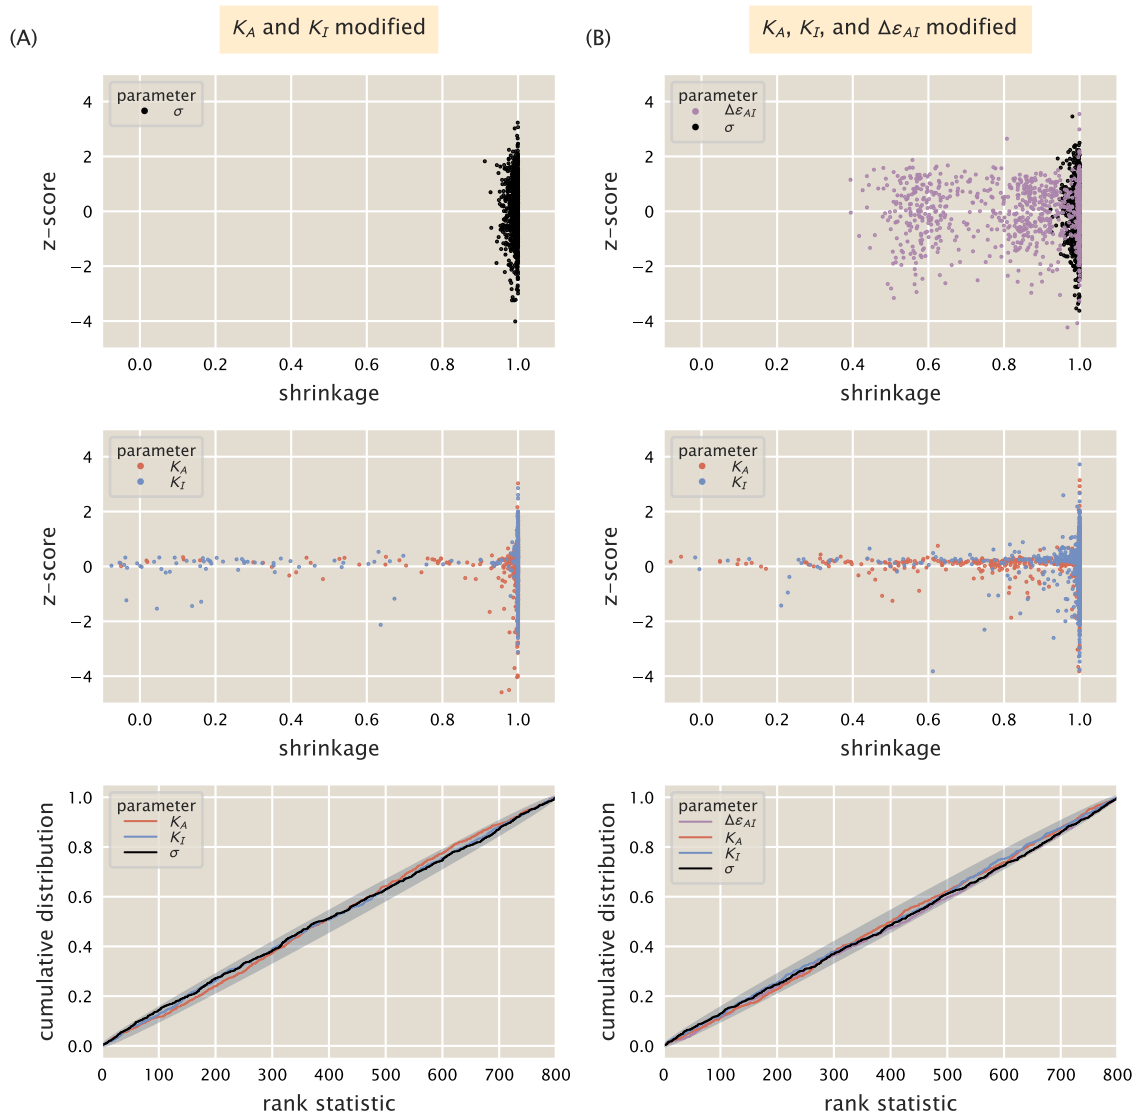 (A)
K_A and K_I modified
(B)
K_A, K_I, and Δε_AI modified
parameter
σ
4
2
0
−2
−4
z-score
0.0 0.2 0.4 0.6 0.8 1.0
shrinkage
parameter
Δε_AI
σ
4
2
0
−2
−4
z-score
0.0 0.2 0.4 0.6 0.8 1.0
shrinkage
parameter
K_A
K_I
4
2
0
−2
−4
z-score
0.0 0.2 0.4 0.6 0.8 1.0
shrinkage
parameter
K_A
K_I
4
2
0
−2
−4
z-score
0.0 0.2 0.4 0.6 0.8 1.0
shrinkage
parameter
K_A
K_I
σ
1.0
0.8
0.6
0.4
0.2
0.0
cumulative distribution
0 100 200 300 400 500 600 700 800
rank statistic
parameter
Δε_AI
K_A
K_I
σ
1.0
0.8
0.6
0.4
0.2
0.0
cumulative distribution
0 100 200 300 400 500 600 700 800
rank statistic